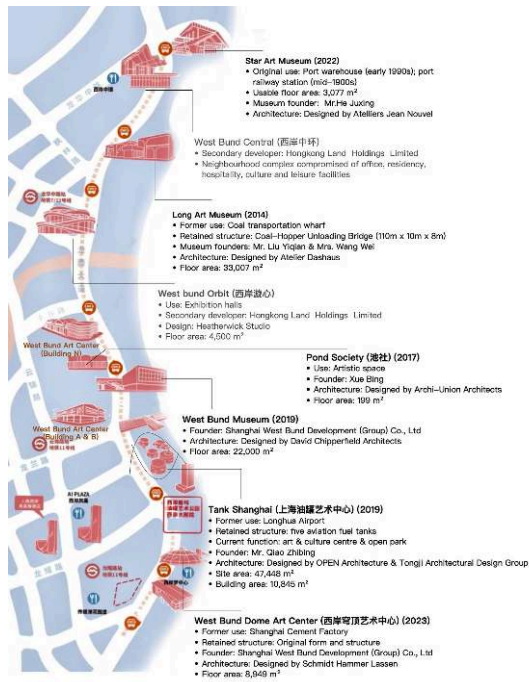 Star Art Museum (2022)
• Original use: Port warehouse (early 1990s); port
railway station (mid-1900s)
• Usable floor area: 3,077 m²
• Museum founder: Mr.He Juxing
• Architecture: Designed by Atelliers Jean Nouvel
West Bund Central (西岸中环)
• Secondary developer: Hongkong Land Holdings Limited
• Neighbourhood complex compromised of office, residency,
hospitality, culture and leisure facilities
Long Art Museum (2014)
• Former use: Coal transportation wharf
• Retained structure: Coal-Hopper Unloading Bridge (110m x 10m x 8m)
• Museum founders: Mr. Liu Yiqian & Mrs. Wang Wei
• Architecture: Designed by Atelier Dashaus
• Floor area: 33,007 m²
West bund Orbit (西岸漩心)
• Use: Exhibition halls
• Secondary developer: Hongkong Land Holdings Limited
• Design: Heatherwick Studio
• Floor area: 4,500 m²
West Bund Art Center
(Building N)
Pond Society (池社) (2017)
• Use: Artistic space
• Founder: Xue Bing
• Architecture: Designed by Archi-Union Architects
• Floor area: 199 m²
West Bund Museum (2019)
• Founder: Shanghai West Bund Development (Group) Co., Ltd
• Architecture: Designed by David Chipperfield Architects
• Floor area: 22,000 m²
West Bund Art Center
(Building A & B)
AI PLAZA
Tank Shanghai (上海油罐艺术中心) (2019)
• Former use: Longhua Airport
• Retained structure: five aviation fuel tanks
• Current function: art & culture centre & open park
• Founder: Mr. Qiao Zhibing
• Architecture: Designed by OPEN Architecture & Tongji Architectural Design Group
• Site area: 47,448 m²
• Building area: 10,845 m²
西岸梦中心
West Bund Dome Art Center (西岸穹顶艺术中心) (2023)
• Former use: Shanghai Cement Factory
• Retained structure: Original form and structure
• Founder: Shanghai West Bund Development (Group) Co., Ltd
• Architecture: Designed by Schmidt Hammer Lassen
• Floor area: 8,949 m²